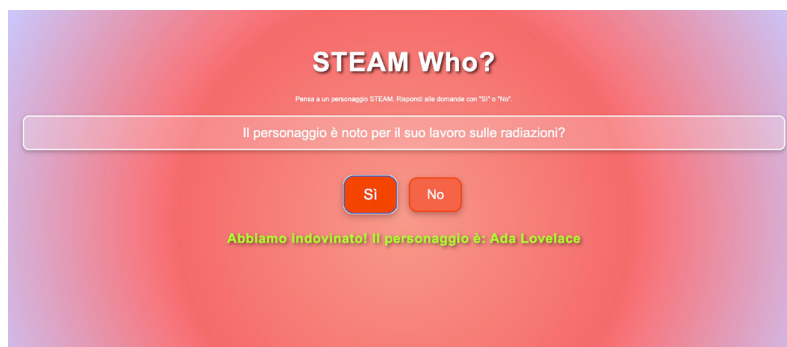 STEAM Who?
Pensa a un personaggio STEAM. Rispondi alle domande con "Sì" o "No".
Il personaggio è noto per il suo lavoro sulle radiazioni?
Sì No
Abbiamo indovinato! Il personaggio è: Ada Lovelace